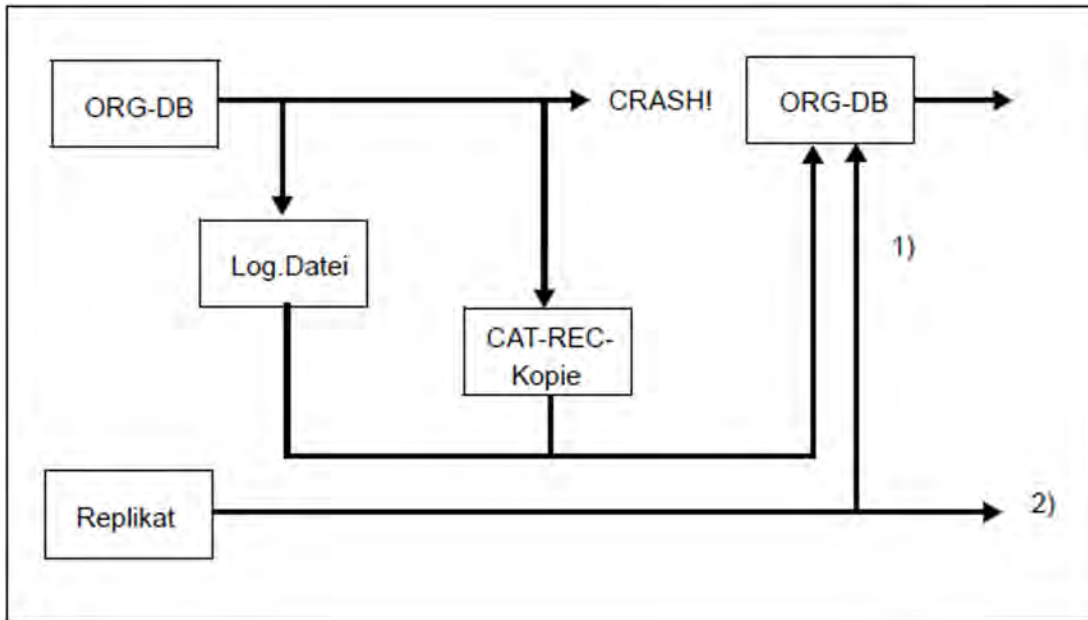 ORG-DB
CRASH!
ORG-DB
Log.Datei
1)
CAT-REC-
Kopie
Replikat
2)